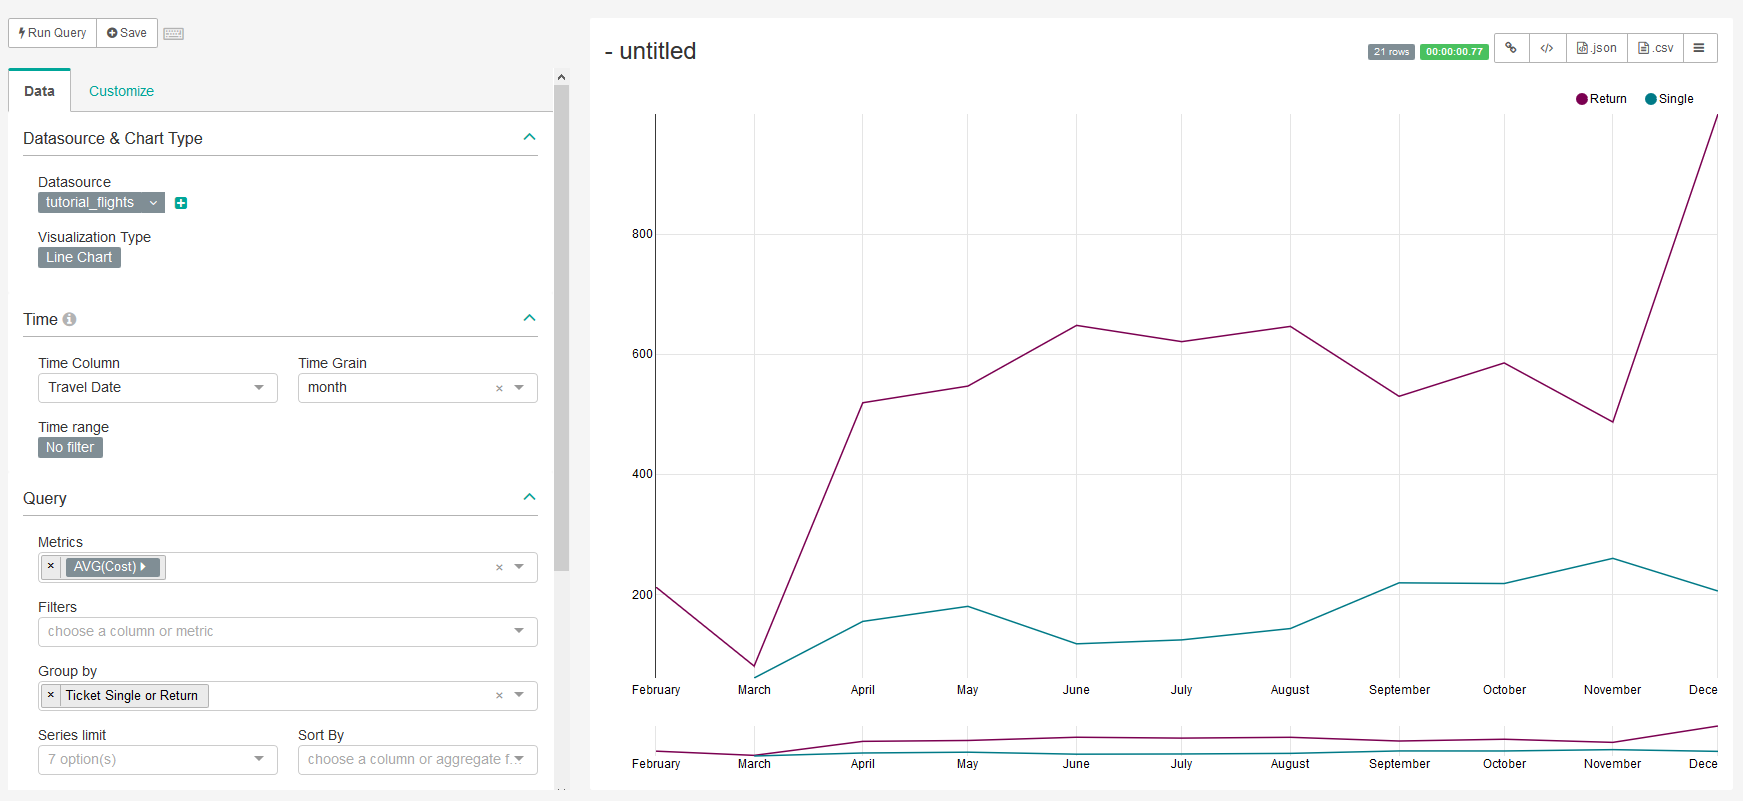 Run Query Save
Data Customize
Datasource & Chart Type
Datasource
tutorial_flights
Visualization Type
Line Chart
Time
Time Column Time Grain
Travel Date month
Time range
No filter
Query
Metrics
AVG(Cost)
Filters
choose a column or metric
Group by
Ticket Single or Return
Series limit Sort By
7 option(s) choose a column or aggregate f...
- untitled
21 rows 00:00:00.77 </> .json .csv
Return Single
800
600
400
200
February March April May June July August September October November Dece
February March April May June July August September October November Dece